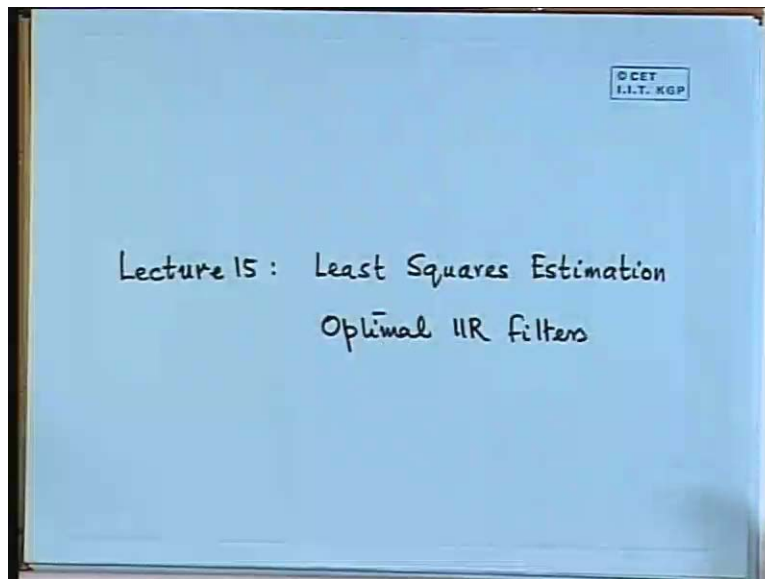 © CET
I.I.T. KGP
Lecture 15 : Least Squares Estimation
Optimal IIR filters